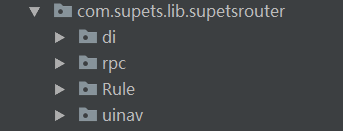 com.supets.lib.supetsrouter
di
rpc
Rule
uinav